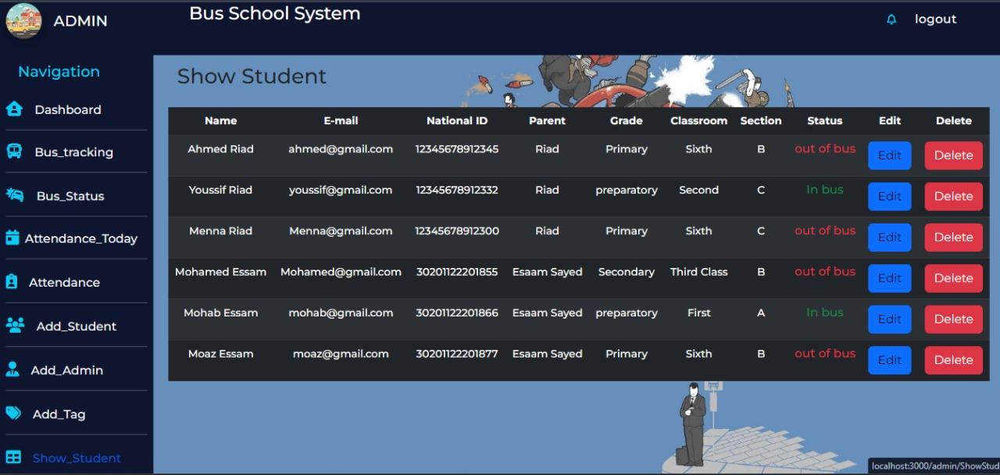 ADMIN
Bus School System
logout
Navigation
Dashboard
Bus_tracking
Bus_Status
Attendance_Today
Attendance
Add_Student
Add_Admin
Add_Tag
Show_Student
Show Student
Name E-mail National ID Parent Grade Classroom Section Status Edit Delete
Ahmed Riad ahmed@gmail.com 12345678912345 Riad Primary Sixth B out of bus Edit Delete
Youssif Riad youssif@gmail.com 12345678912332 Riad preparatory Second C In bus Edit Delete
Menna Riad Menna@gmail.com 12345678912300 Riad Primary Sixth C out of bus Edit Delete
Mohamed Essam Mohamed@gmail.com 30201122201855 Esaam Sayed Secondary Third Class B out of bus Edit Delete
Mohab Essam mohab@gmail.com 30201122201866 Esaam Sayed preparatory First A In bus Edit Delete
Moaz Essam moaz@gmail.com 30201122201877 Esaam Sayed Primary Sixth B out of bus Edit Delete
localhost:3000/admin/ShowStud